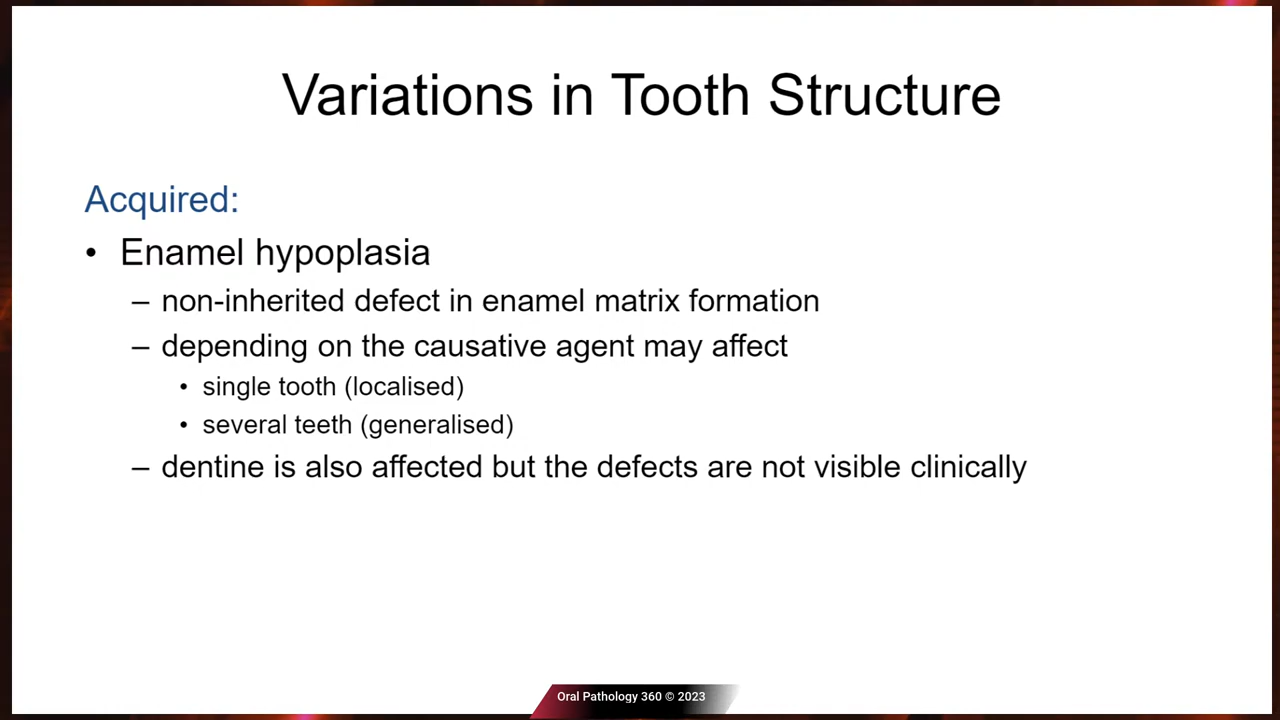 Variations in Tooth Structure
Acquired:
• Enamel hypoplasia
– non-inherited defect in enamel matrix formation
– depending on the causative agent may affect
• single tooth (localised)
• several teeth (generalised)
– dentine is also affected but the defects are not visible clinically
Oral Pathology 360 © 2023